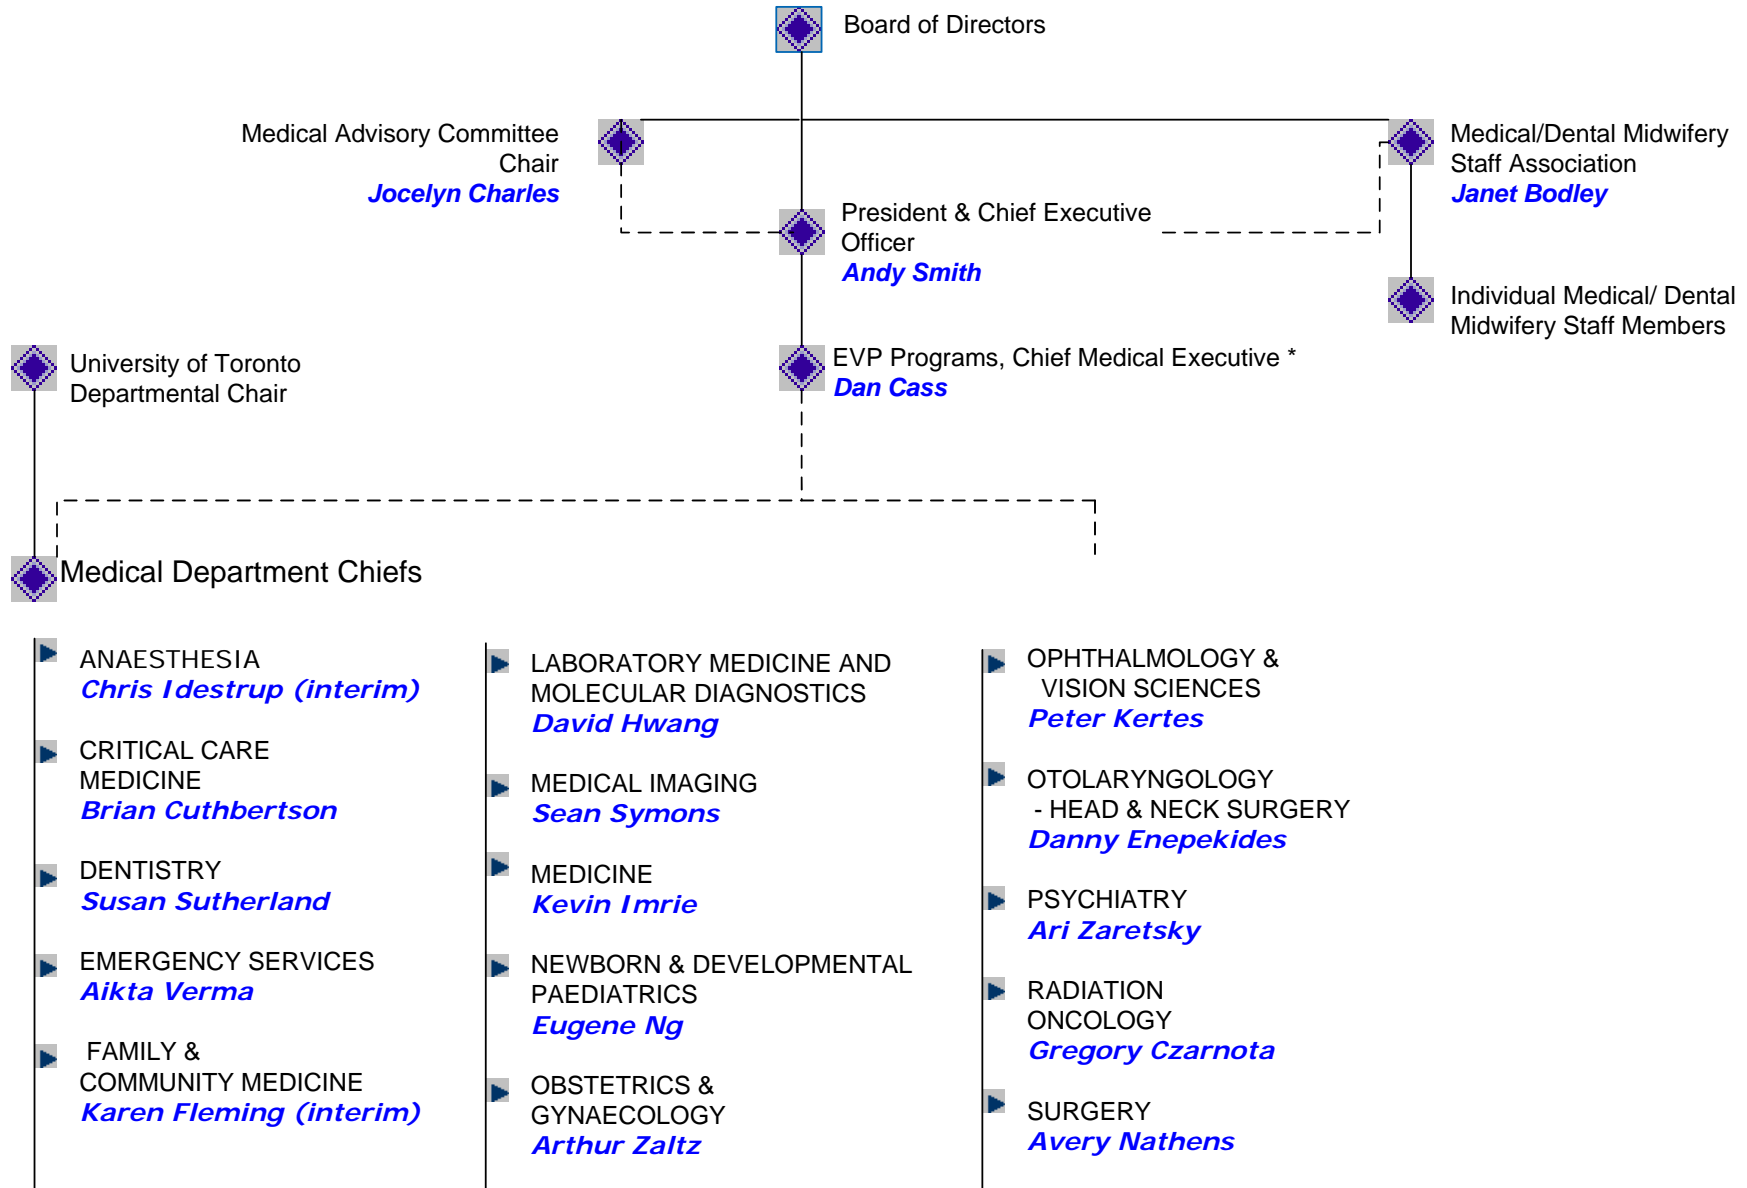 Board of Directors
Medical Advisory Committee
Chair
Jocelyn Charles
Medical/Dental Midwifery
Staff Association
Janet Bodley
President & Chief Executive
Officer
Andy Smith
Individual Medical/ Dental
Midwifery Staff Members
University of Toronto
Departmental Chair
EVP Programs, Chief Medical Executive *
Dan Cass
Medical Department Chiefs
ANAESTHESIA
Chris Idestrup (interim)
CRITICAL CARE
MEDICINE
Brian Cuthbertson
DENTISTRY
Susan Sutherland
EMERGENCY SERVICES
Aikta Verma
FAMILY &
COMMUNITY MEDICINE
Karen Fleming (interim)
LABORATORY MEDICINE AND
MOLECULAR DIAGNOSTICS
David Hwang
MEDICAL IMAGING
Sean Symons
MEDICINE
Kevin Imrie
NEWBORN & DEVELOPMENTAL
PAEDIATRICS
Eugene Ng
OBSTETRICS &
GYNAECOLOGY
Arthur Zaltz
OPHTHALMOLOGY &
VISION SCIENCES
Peter Kertes
OTOLARYNGOLOGY
- HEAD & NECK SURGERY
Danny Enepekides
PSYCHIATRY
Ari Zaretsky
RADIATION
ONCOLOGY
Gregory Czarnota
SURGERY
Avery Nathens